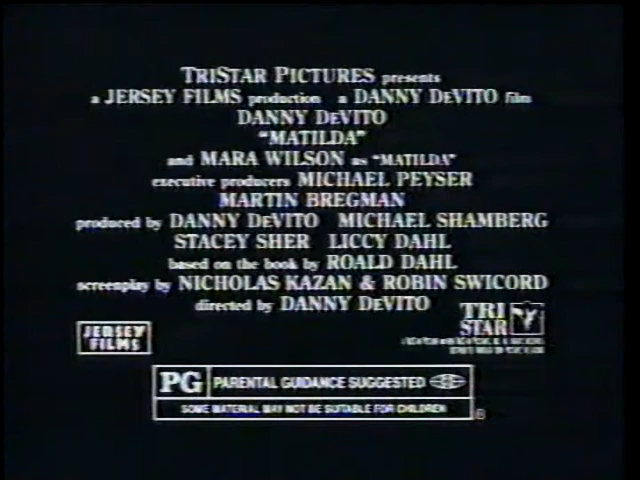 TRISTAR PICTURES presents
a JERSEY FILMS production a DANNY DEVITO film
DANNY DEVITO
"MATILDA"
and MARA WILSON as "MATILDA"
executive producers MICHAEL PEYSER
MARTIN BREGMAN
produced by DANNY DEVITO MICHAEL SHAMBERG
STACEY SHER LICCY DAHL
based on the book by ROALD DAHL
screenplay by NICHOLAS KAZAN & ROBIN SWICORD
directed by DANNY DEVITO
TRI
STAR
JERSEY
FILMS
PG PARENTAL GUIDANCE SUGGESTED
SOME MATERIAL MAY NOT BE SUITABLE FOR CHILDREN